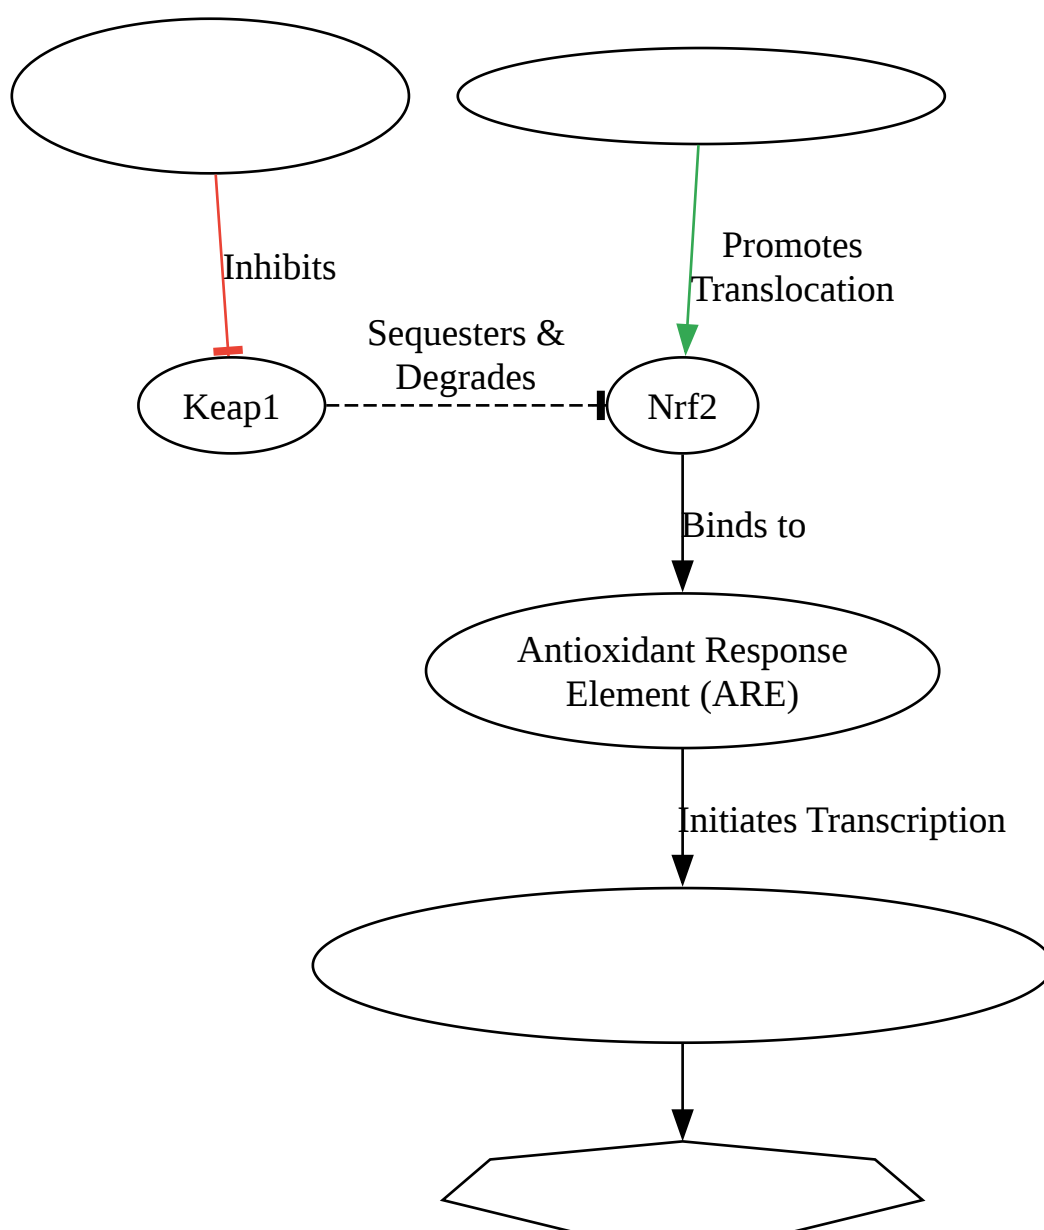 Promotes
Translocation
Inhibits
Sequesters &
Degrades
Keap1
Nrf2
Binds to
Antioxidant Response
Element (ARE)
Initiates Transcription